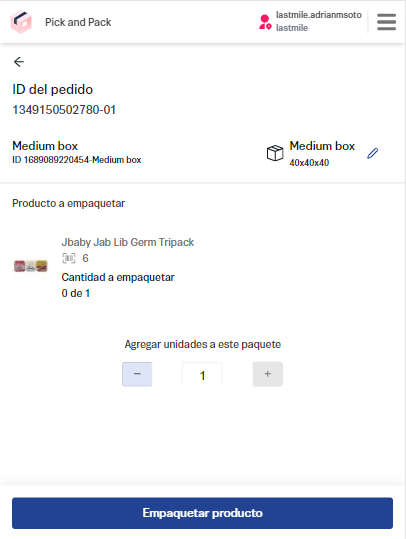 Pick and Pack
lastmile.adrianmsoto
lastmile
ID del pedido
1349150502780-01
Medium box
ID 1689089220454-Medium box
Medium box
40x40x40
Producto a empaquetar
Jbaby Jab Lib Germ Tripack
6
Cantidad a empaquetar
0 de 1
Agregar unidades a este paquete
− 1 +
Empaquetar producto